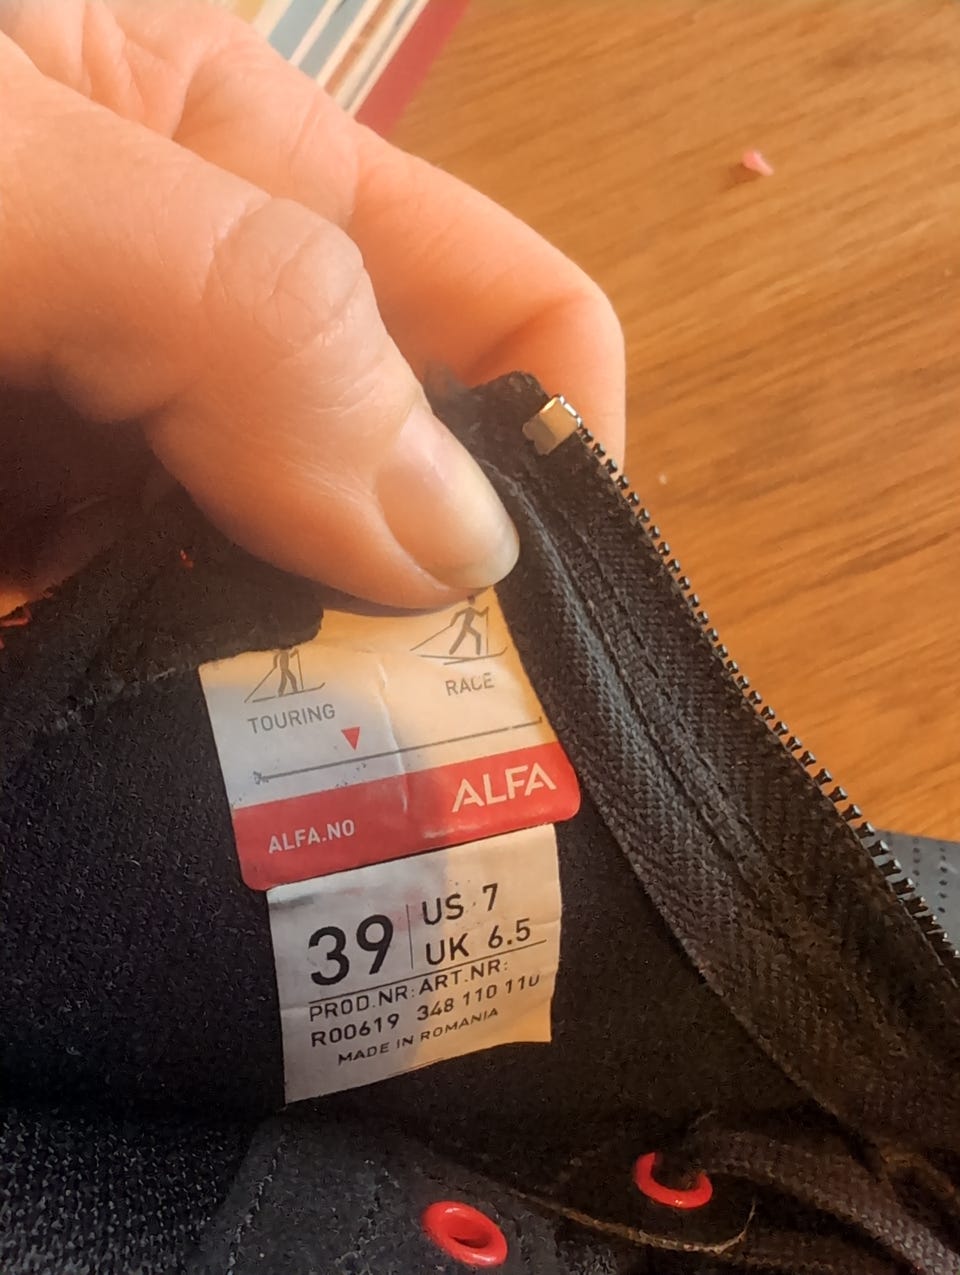 TOURING
RACE
ALFA.NO
ALFA
39
US 7
UK 6.5
PROD.NR: ART.NR:
R00619 348 110 110
MADE IN ROMANIA